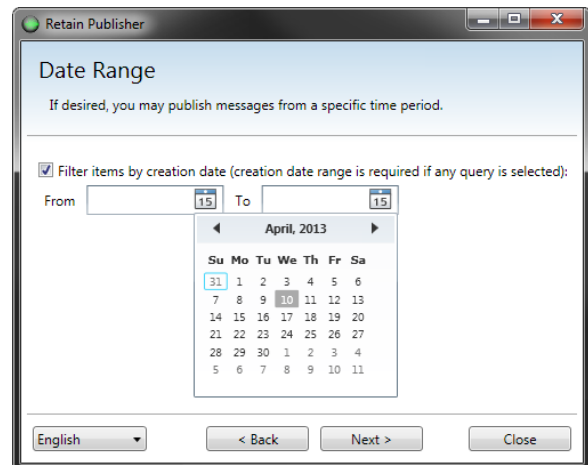 Retain Publisher
Date Range
If desired, you may publish messages from a specific time period.
Filter items by creation date (creation date range is required if any query is selected):
From 15 To 15
April, 2013
Su Mo Tu We Th Fr Sa
31 1 2 3 4 5 6
7 8 9 10 11 12 13
14 15 16 17 18 19 20
21 22 23 24 25 26 27
28 29 30 1 2 3 4
5 6 7 8 9 10 11
English < Back Next > Close